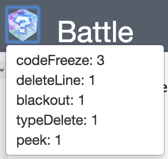 Battle
codeFreeze: 3
deleteLine: 1
blackout: 1
typeDelete: 1
peek: 1